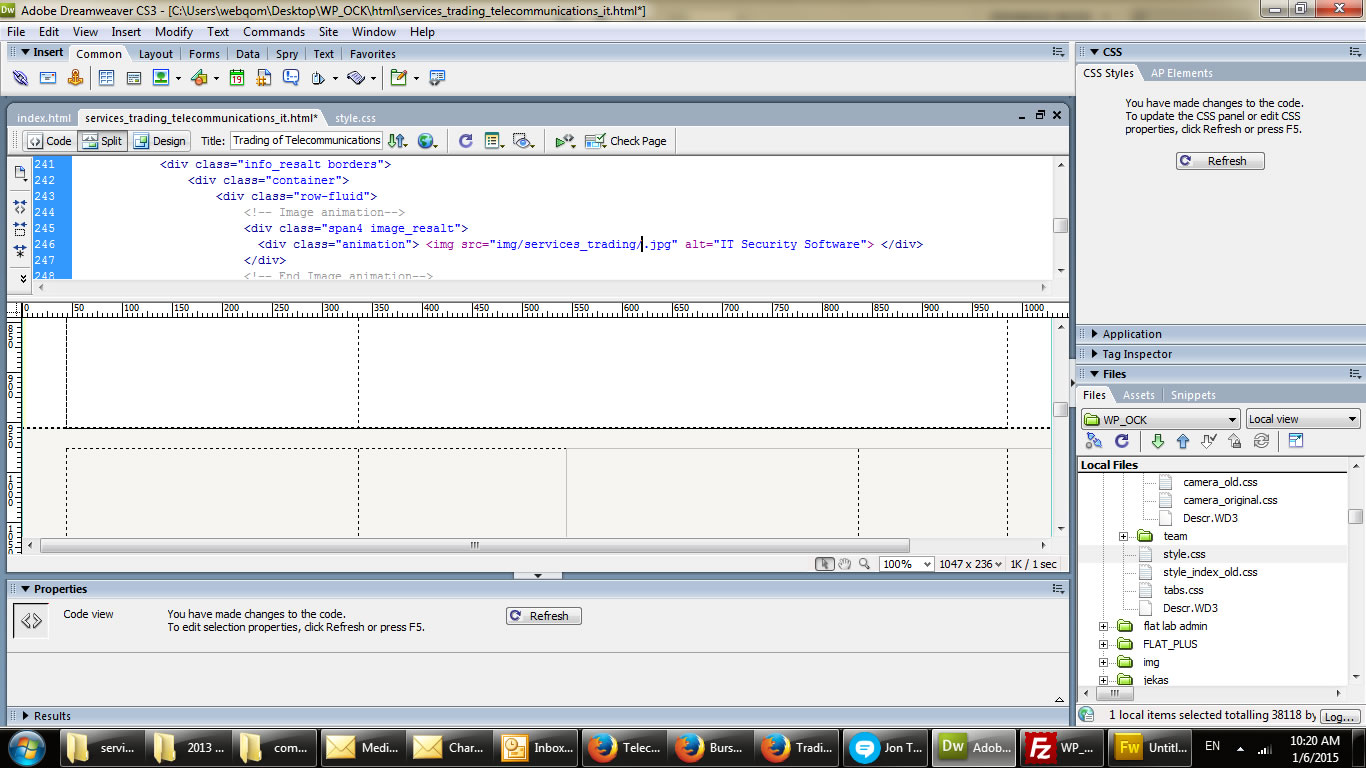 Adobe Dreamweaver CS3 - [C:\Users\webqom\Desktop\WP_OCK\html\services_trading_telecommunications_it.html*]
File Edit View Insert Modify Text Commands Site Window Help
Insert Common Layout Forms Data Spry Text Favorites
index.html services_trading_telecommunications_it.html* style.css
Code Split Design Title: Trading of Telecommunications Check Page
241 <div class="info_resalt borders">
242 <div class="container">
243 <div class="row-fluid">
244 <!-- Image animation-->
245 <div class="span4 image_resalt">
246 <div class="animation"> <img src="img/services_trading/.jpg" alt="IT Security Software"> </div>
247 </div>
248 <!-- End Image animation-->
0 50 100 150 200 250 300 350 400 450 500 550 600 650 700 750 800 850 900 950 1000
850
900
950
1000
1050
100% 1047 x 236 1K / 1 sec
Properties
Code view You have made changes to the code.
To edit selection properties, click Refresh or press F5.
Refresh
Results
CSS
CSS Styles AP Elements
You have made changes to the code.
To update the CSS panel or edit CSS
properties, click Refresh or press F5.
Refresh
Application
Tag Inspector
Files
Files Assets Snippets
WP_OCK Local view
Local Files
camera_old.css
camera_original.css
Descr.WD3
team
style.css
style_index_old.css
tabs.css
Descr.WD3
flat lab admin
FLAT_PLUS
img
jekas
1 local items selected totalling 38118 by Log...
servi... 2013 ... com... Medi... Char... Inbox... Telec... Burs... Tradi... Jon T... Adob... WP_... Untitl... EN 10:20 AM
1/6/2015